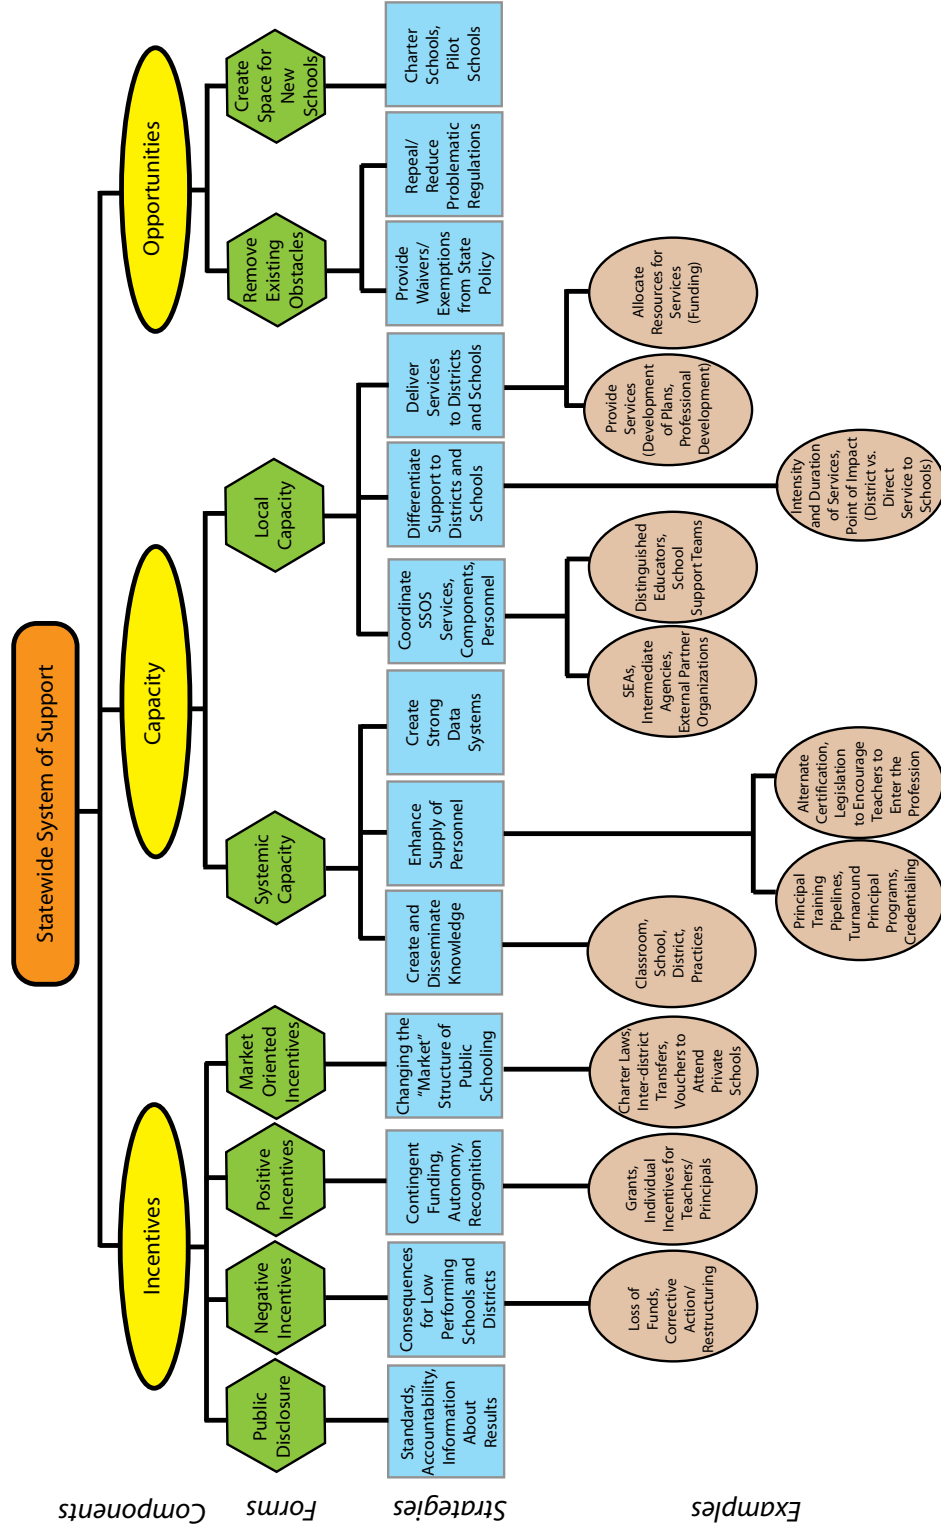 Statewide System of Support
Components
Incentives
Capacity
Opportunities
Forms
Public
Disclosure
Negative
Incentives
Positive
Incentives
Market
Oriented
Incentives
Systemic
Capacity
Local
Capacity
Remove
Existing
Obstacles
Create
Space for
New
Schools
Strategies
Standards,
Accountability,
Information
About
Results
Consequences
for Low
Performing
Schools and
Districts
Contingent
Funding,
Autonomy,
Recognition
Changing the
"Market"
Structure of
Public
Schooling
Create and
Disseminate
Knowledge
Enhance
Supply of
Personnel
Create
Strong
Data
Systems
Coordinate
SSOS
Services,
Components,
Personnel
Differentiate
Support to
Districts and
Schools
Deliver
Services
to Districts
and Schools
Provide
Waivers/
Exemptions
from State
Policy
Repeal/
Reduce
Problematic
Regulations
Charter
Schools,
Pilot
Schools
Examples
Loss of
Funds,
Corrective
Action/
Restructuring
Grants,
Individual
Incentives for
Teachers/
Principals
Charter Laws,
Inter-district
Transfers,
Vouchers to
Attend
Private
Schools
Classroom,
School,
District,
Practices
Principal
Training
Pipelines,
Turnaround
Principal
Programs,
Credentialing
Alternate
Certification,
Legislation
to Encourage
Teachers to
Enter the
Profession
SEAs,
Intermediate
Agencies,
External Partner
Organizations
Distinguished
Educators,
School
Support Teams
Intensity
and Duration
of Services,
Point of Impact
(District vs.
Direct
Service to
Schools)
Provide
Services
(Development
of Plans,
Professional
Development)
Allocate
Resources for
Services
(Funding)